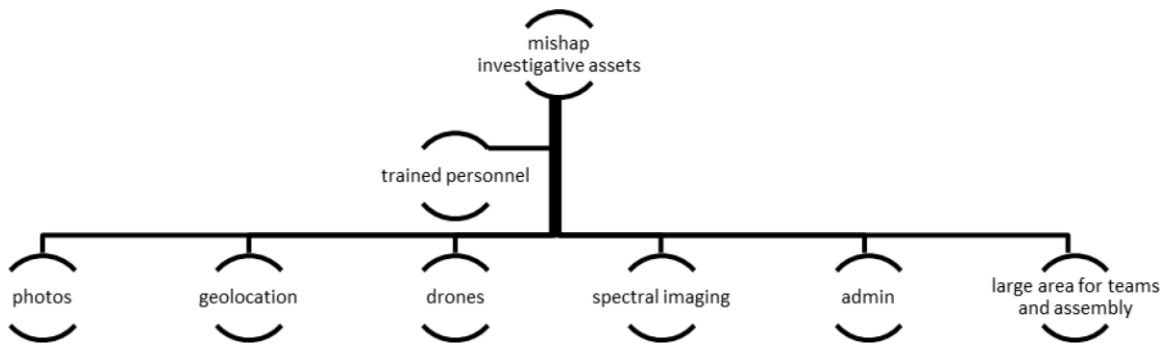 mishap
investigative assets
trained personnel
photos
geolocation
drones
spectral imaging
admin
large area for teams
and assembly